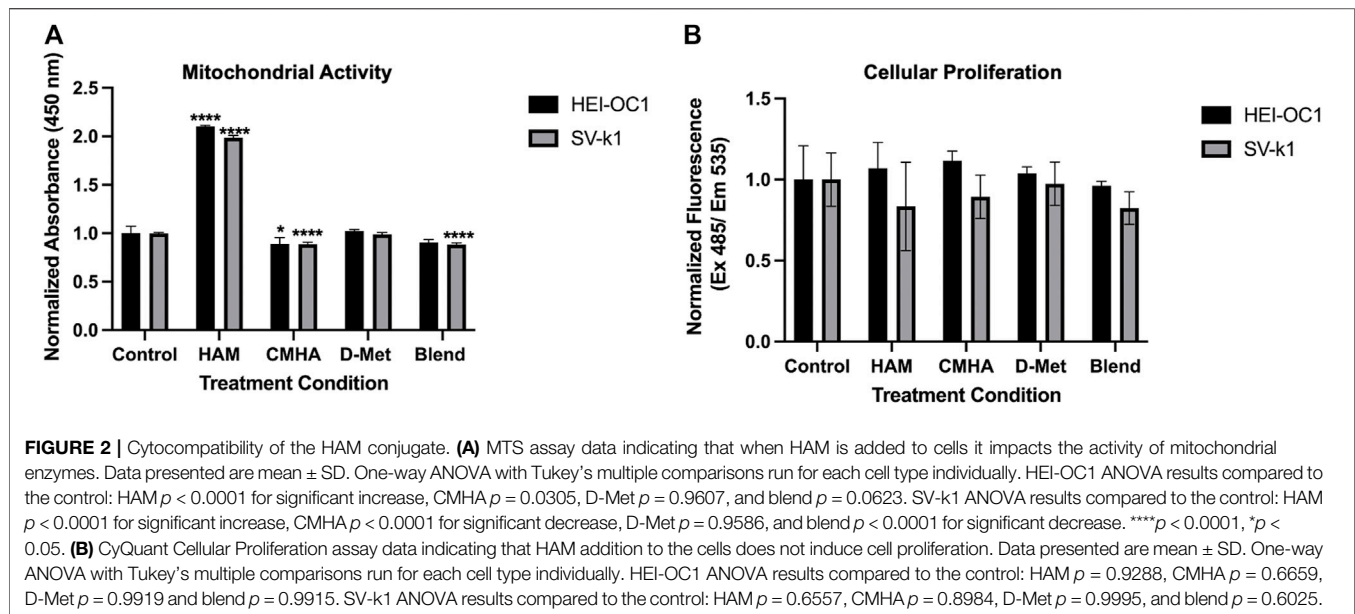 A
Mitochondrial Activity
Normalized Absorbance (450 nm)
2.5
2.0
1.5
1.0
0.5
0.0
****
****
*
****
****
Control HAM CMHA D-Met Blend
Treatment Condition
HEI-OC1
SV-k1
B
Cellular Proliferation
Normalized Fluorescence
(Ex 485/ Em 535)
1.5
1.0
0.5
0.0
Control HAM CMHA D-Met Blend
Treatment Condition
HEI-OC1
SV-k1
FIGURE 2 | Cytocompatibility of the HAM conjugate. (A) MTS assay data indicating that when HAM is added to cells it impacts the activity of mitochondrial
enzymes. Data presented are mean ± SD. One-way ANOVA with Tukey's multiple comparisons run for each cell type individually. HEI-OC1 ANOVA results compared to
the control: HAM p < 0.0001 for significant increase, CMHA p = 0.0305, D-Met p = 0.9607, and blend p = 0.0623. SV-k1 ANOVA results compared to the control: HAM
p < 0.0001 for significant increase, CMHA p < 0.0001 for significant decrease, D-Met p = 0.9586, and blend p < 0.0001 for significant decrease. ****p < 0.0001, *p <
0.05. (B) CyQuant Cellular Proliferation assay data indicating that HAM addition to the cells does not induce cell proliferation. Data presented are mean ± SD. One-way
ANOVA with Tukey's multiple comparisons run for each cell type individually. HEI-OC1 ANOVA results compared to the control: HAM p = 0.9288, CMHA p = 0.6659,
D-Met p = 0.9919 and blend p = 0.9915. SV-k1 ANOVA results compared to the control: HAM p = 0.6557, CMHA p = 0.8984, D-Met p = 0.9995, and blend p = 0.6025.